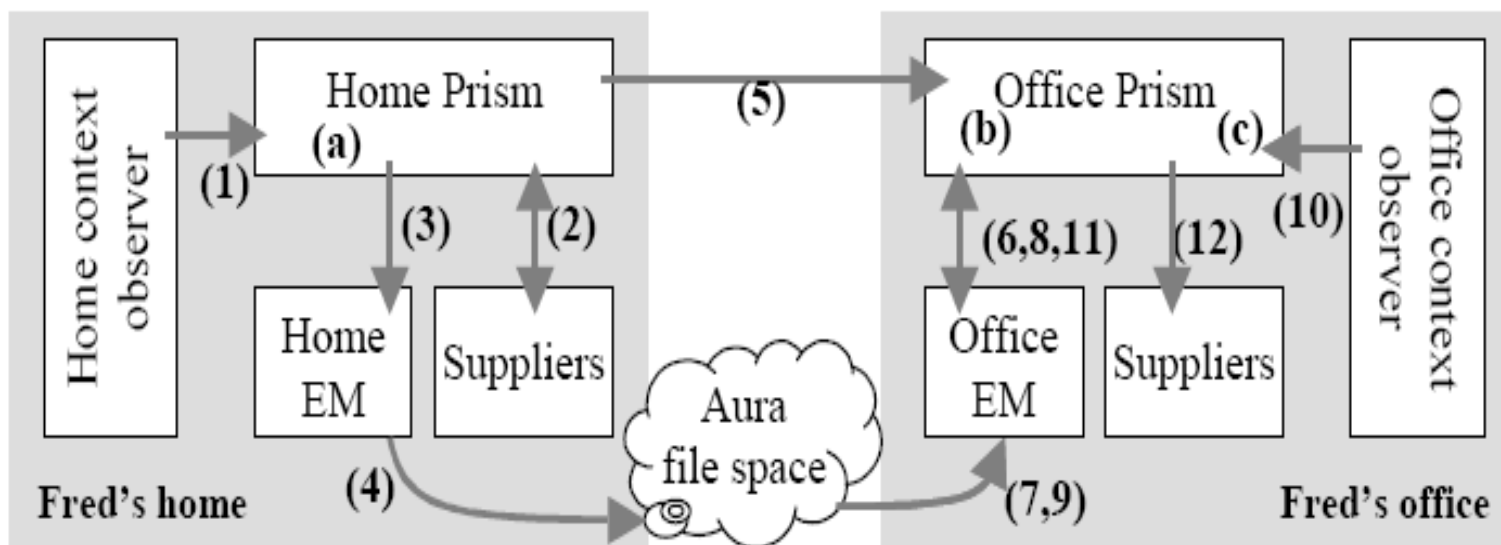 Home context
observer
(1)
Home Prism
(a)
(3)
(2)
Home
EM
Suppliers
(4)
Fred's home
(5)
Aura
file space
Office Prism
(b)
(c)
(6,8,11)
(12)
(10)
Office
EM
Suppliers
(7,9)
Office context
observer
Fred's office